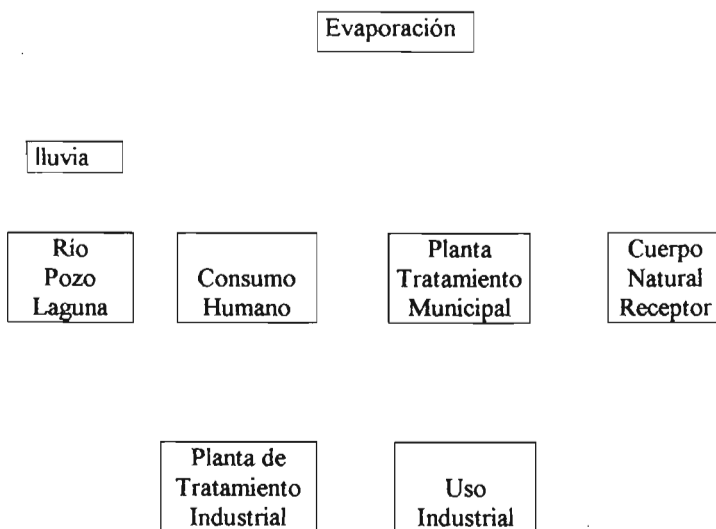 Evaporación
lluvia
Río
Pozo
Laguna
Consumo
Humano
Planta
Tratamiento
Municipal
Cuerpo
Natural
Receptor
Planta de
Tratamiento
Industrial
Uso
Industrial